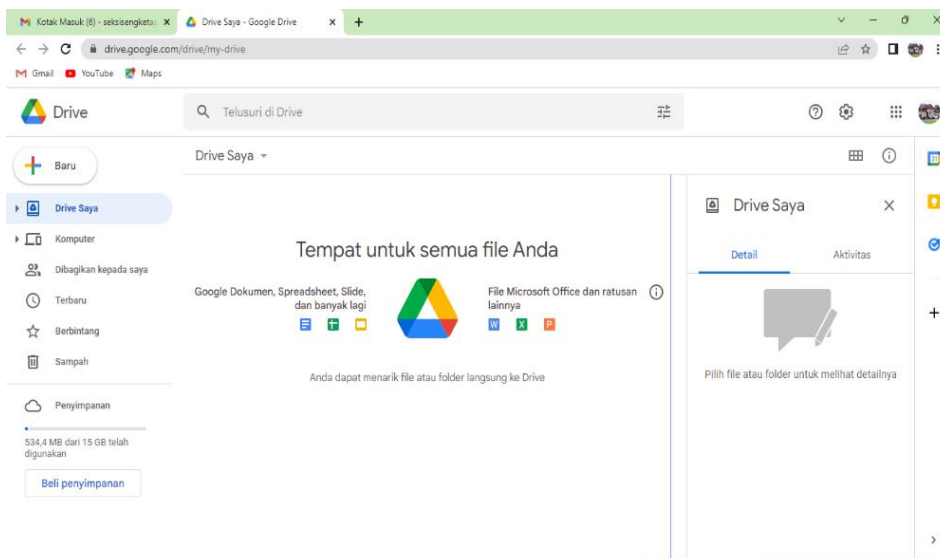 Kotak Masuk (6) - seksisengketa
Drive Saya - Google Drive
drive.google.com/drive/my-drive
Gmail
YouTube
Maps
Drive
Telusuri di Drive
Baru
Drive Saya
Drive Saya
Komputer
Dibagikan kepada saya
Terbaru
Berbintang
Sampah
Penyimpanan
534,4 MB dari 15 GB telah
digunakan
Beli penyimpanan
Tempat untuk semua file Anda
Google Dokumen, Spreadsheet, Slide,
dan banyak lagi
File Microsoft Office dan ratusan
lainnya
W X P
Anda dapat menarik file atau folder langsung ke Drive
Drive Saya
Detail
Aktivitas
Pilih file atau folder untuk melihat detailnya
31